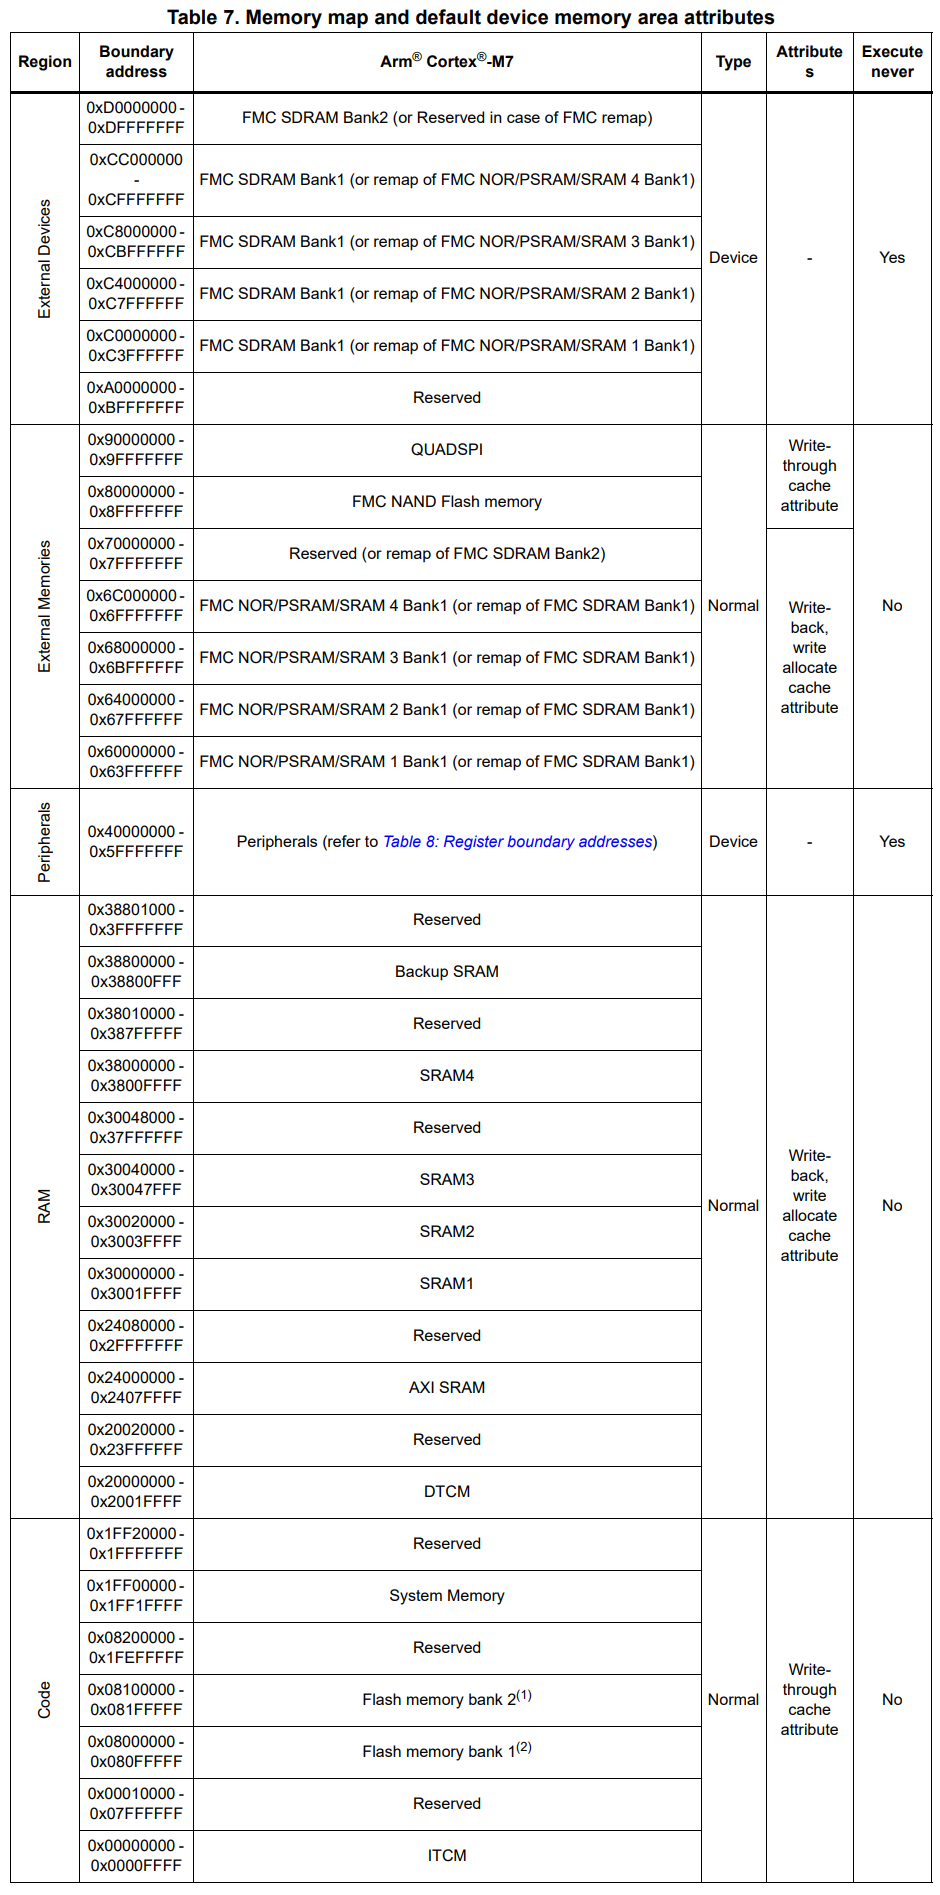 Table 7. Memory map and default device memory area attributes
Region
Boundary
address
Arm® Cortex®-M7
Type
Attribute
s
Execute
never
External Devices
0xD0000000 -
0xDFFFFFFF
FMC SDRAM Bank2 (or Reserved in case of FMC remap)
Device
-
Yes
0xCC000000
-
0xCFFFFFFF
FMC SDRAM Bank1 (or remap of FMC NOR/PSRAM/SRAM 4 Bank1)
0xC8000000 -
0xCBFFFFFF
FMC SDRAM Bank1 (or remap of FMC NOR/PSRAM/SRAM 3 Bank1)
0xC4000000 -
0xC7FFFFFF
FMC SDRAM Bank1 (or remap of FMC NOR/PSRAM/SRAM 2 Bank1)
0xC0000000 -
0xC3FFFFFF
FMC SDRAM Bank1 (or remap of FMC NOR/PSRAM/SRAM 1 Bank1)
0xA0000000 -
0xBFFFFFFF
Reserved
External Memories
0x90000000 -
0x9FFFFFFF
QUADSPI
Normal
Write-
through
cache
attribute
No
0x80000000 -
0x8FFFFFFF
FMC NAND Flash memory
0x70000000 -
0x7FFFFFFF
Reserved (or remap of FMC SDRAM Bank2)
Write-
back,
write
allocate
cache
attribute
0x6C000000 -
0x6FFFFFFF
FMC NOR/PSRAM/SRAM 4 Bank1 (or remap of FMC SDRAM Bank1)
0x68000000 -
0x6BFFFFFF
FMC NOR/PSRAM/SRAM 3 Bank1 (or remap of FMC SDRAM Bank1)
0x64000000 -
0x67FFFFFF
FMC NOR/PSRAM/SRAM 2 Bank1 (or remap of FMC SDRAM Bank1)
0x60000000 -
0x63FFFFFF
FMC NOR/PSRAM/SRAM 1 Bank1 (or remap of FMC SDRAM Bank1)
Peripherals
0x40000000 -
0x5FFFFFFF
Peripherals (refer to Table 8: Register boundary addresses)
Device
-
Yes
RAM
0x38801000 -
0x3FFFFFFF
Reserved
Normal
Write-
back,
write
allocate
cache
attribute
No
0x38800000 -
0x38800FFF
Backup SRAM
0x38010000 -
0x387FFFFF
Reserved
0x38000000 -
0x3800FFFF
SRAM4
0x30048000 -
0x37FFFFFF
Reserved
0x30040000 -
0x30047FFF
SRAM3
0x30020000 -
0x3003FFFF
SRAM2
0x30000000 -
0x3001FFFF
SRAM1
0x24080000 -
0x2FFFFFFF
Reserved
0x24000000 -
0x2407FFFF
AXI SRAM
0x20020000 -
0x23FFFFFF
Reserved
0x20000000 -
0x2001FFFF
DTCM
Code
0x1FF20000 -
0x1FFFFFFF
Reserved
Normal
Write-
through
cache
attribute
No
0x1FF00000 -
0x1FF1FFFF
System Memory
0x08200000 -
0x1FEFFFFF
Reserved
0x08100000 -
0x081FFFFF
Flash memory bank 2(1)
0x08000000 -
0x080FFFFF
Flash memory bank 1(2)
0x00010000 -
0x07FFFFFF
Reserved
0x00000000 -
0x0000FFFF
ITCM